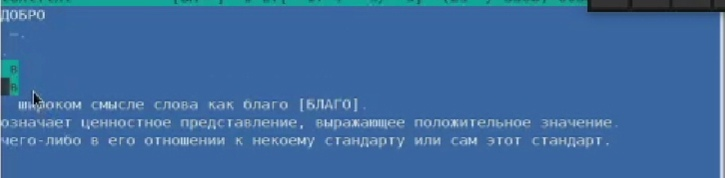 ДОБРО
в
в
широком смысле слова как благо [БЛАГО].
означает ценностное представление, выражающее положительное значение.
чего-либо в его отношении к некоему стандарту или сам этот стандарт.